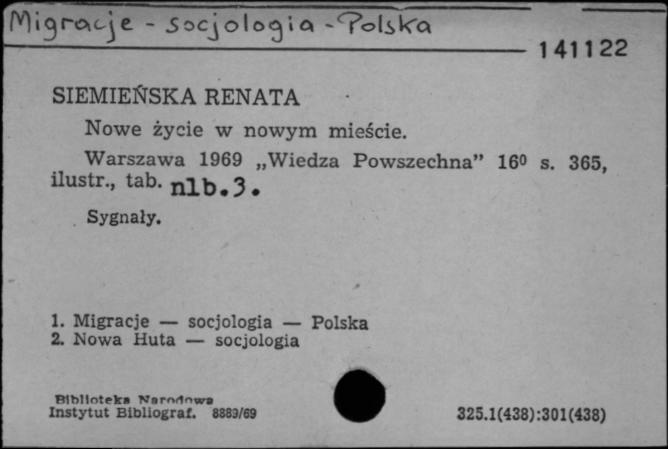 Migracje - socjologia - Polska
141122
SIEMIEŃSKA RENATA
Nowe życie w nowym mieście.
Warszawa 1969 „Wiedza Powszechna” 16⁰ s. 365,
ilustr., tab. nlb.3.
Sygnały.
1. Migracje — socjologia — Polska
2. Nowa Huta — socjologia
Biblioteka Narodowa
Instytut Bibliograf. 8889/69
325.1(438):301(438)